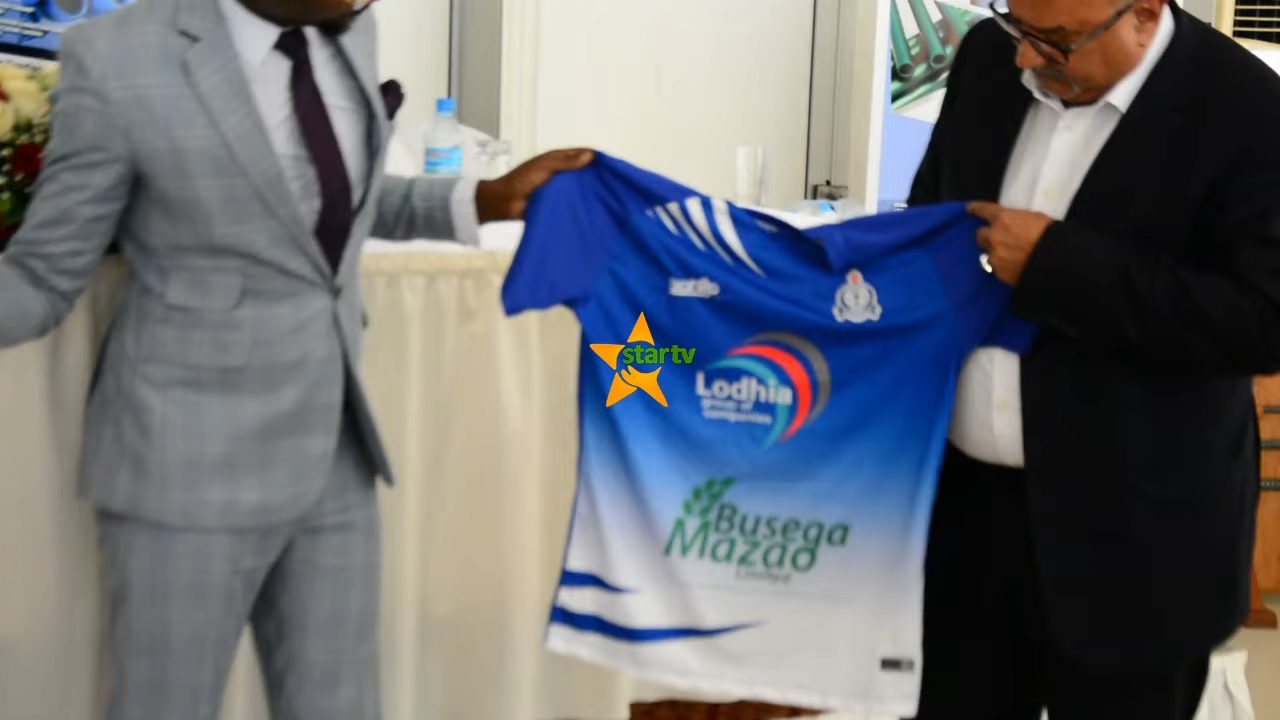 startv
Lodhia
group of
companies
Busega
Mazao
Limited